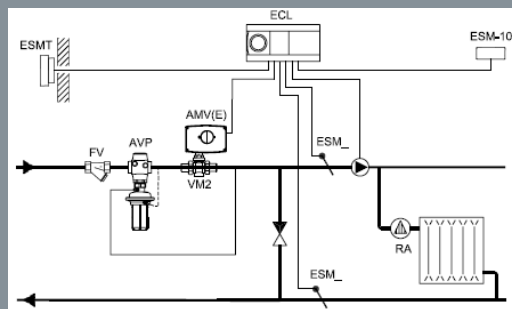 ECL
ESMT
ESM-10
AMV(E)
FV
AVP
ESM_
VM2
RA
ESM_